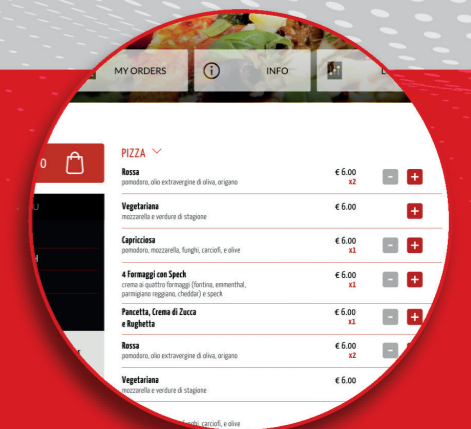 MY ORDERS
INFO
0
PIZZA
Rossa
pomodoro, olio extravergine di oliva, origano
€ 6.00
x2
- +
Vegetariana
mozzarella e verdure di stagione
€ 6.00
+
Capricciosa
pomodoro, mozzarella, funghi, carciofi, e olive
€ 6.00
x1
- +
4 Formaggi con Speck
crema ai quattro formaggi (fontina, emmenthal,
parmigiano reggiano, cheddar) e speck
€ 6.00
x1
- +
Pancetta, Crema di Zucca
e Rughetta
€ 6.00
x1
- +
Rossa
pomodoro, olio extravergine di oliva, origano
€ 6.00
x2
- +
Vegetariana
mozzarella e verdure di stagione
€ 6.00
funghi, carciofi, e olive